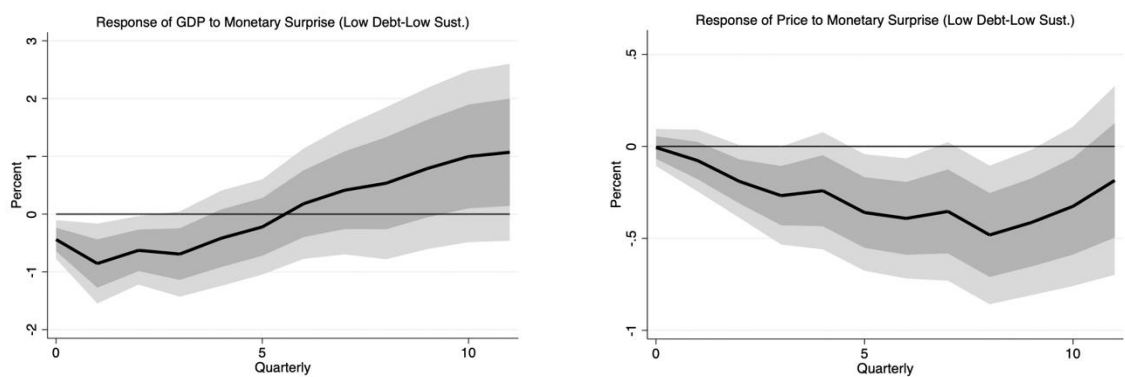 Response of GDP to Monetary Surprise (Low Debt-Low Sust.)
3
2
1
0
-1
-2
Percent
0 5 10
Quarterly
Response of Price to Monetary Surprise (Low Debt-Low Sust.)
.5
0
-.5
-1
Percent
0 5 10
Quarterly